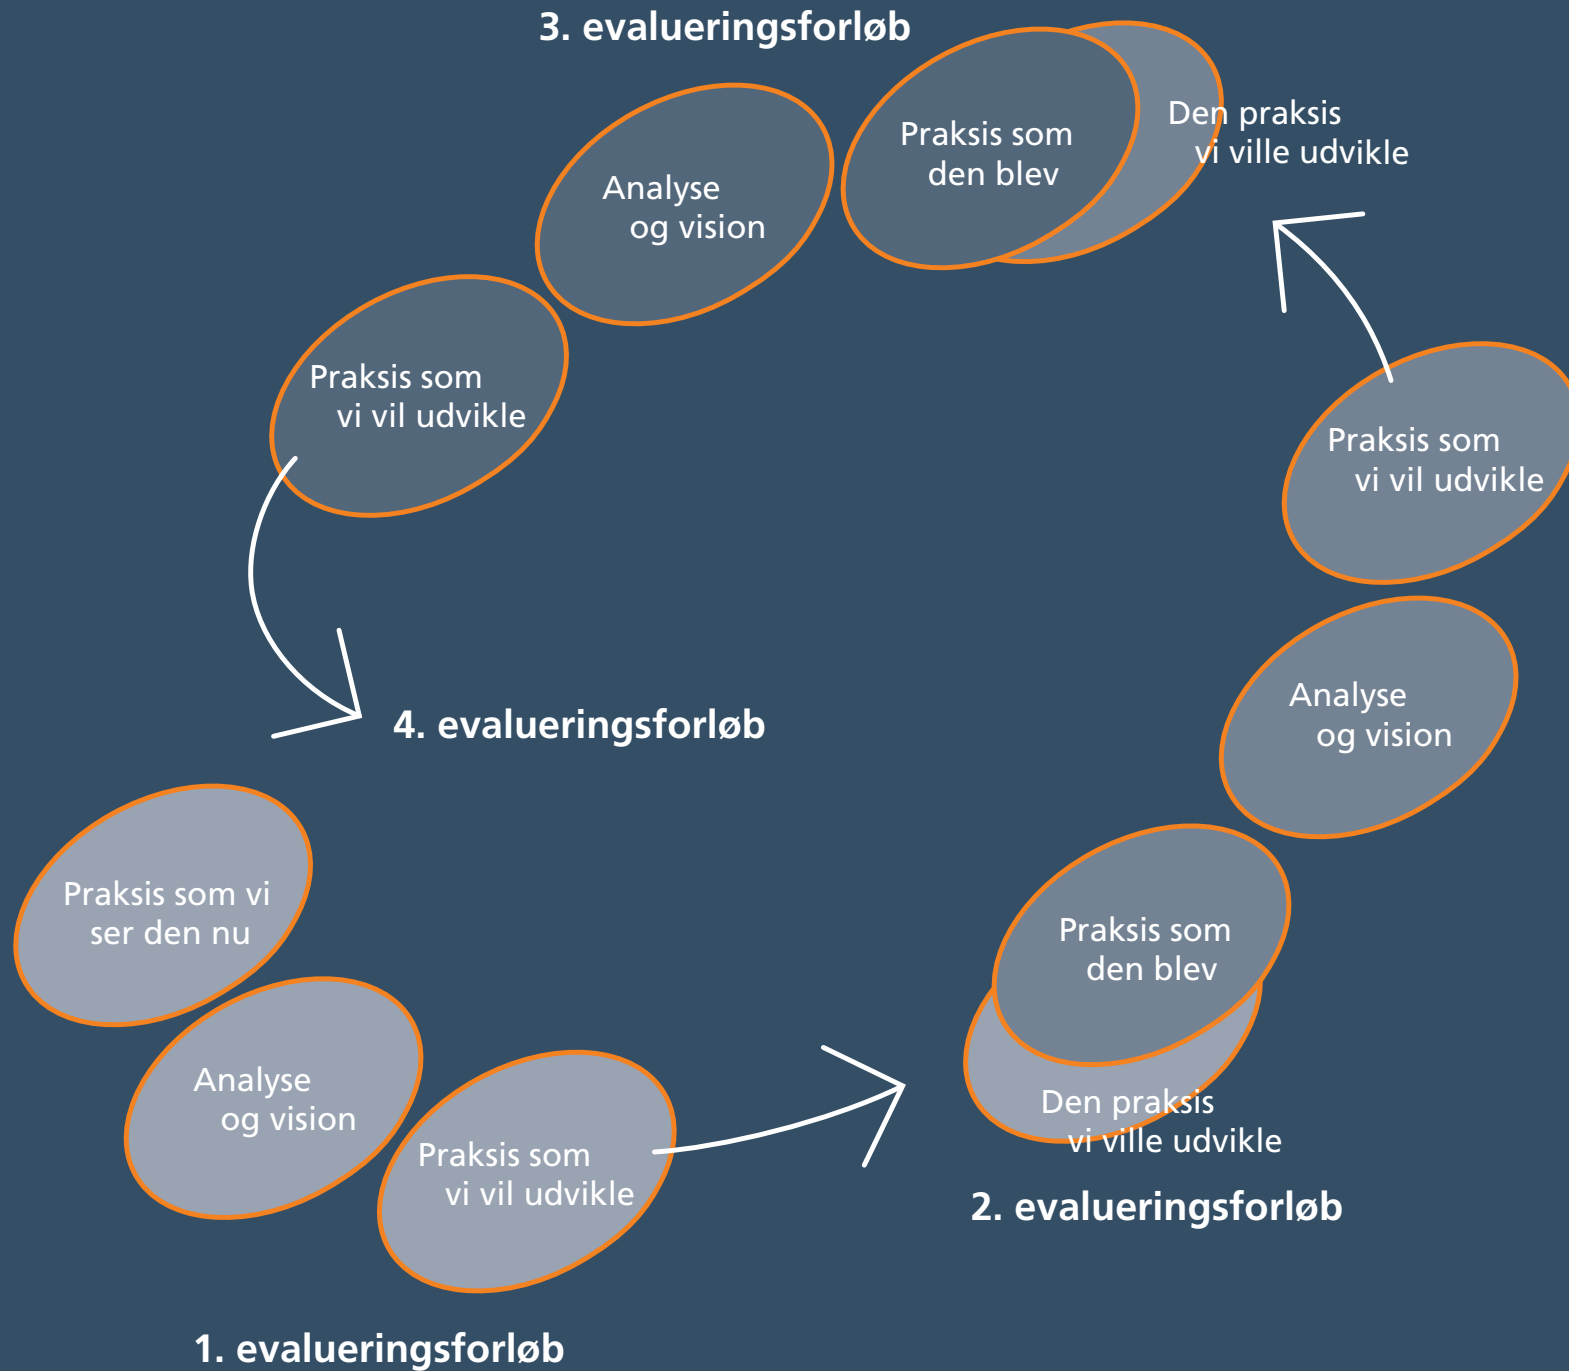 3. evalueringsforløb
Den praksis
vi ville udvikle
Praksis som
den blev
Analyse
og vision
Praksis som
vi vil udvikle
Praksis som
vi vil udvikle
4. evalueringsforløb
Analyse
og vision
Praksis som vi
ser den nu
Praksis som
den blev
Analyse
og vision
Den praksis
vi ville udvikle
Praksis som
vi vil udvikle
2. evalueringsforløb
1. evalueringsforløb